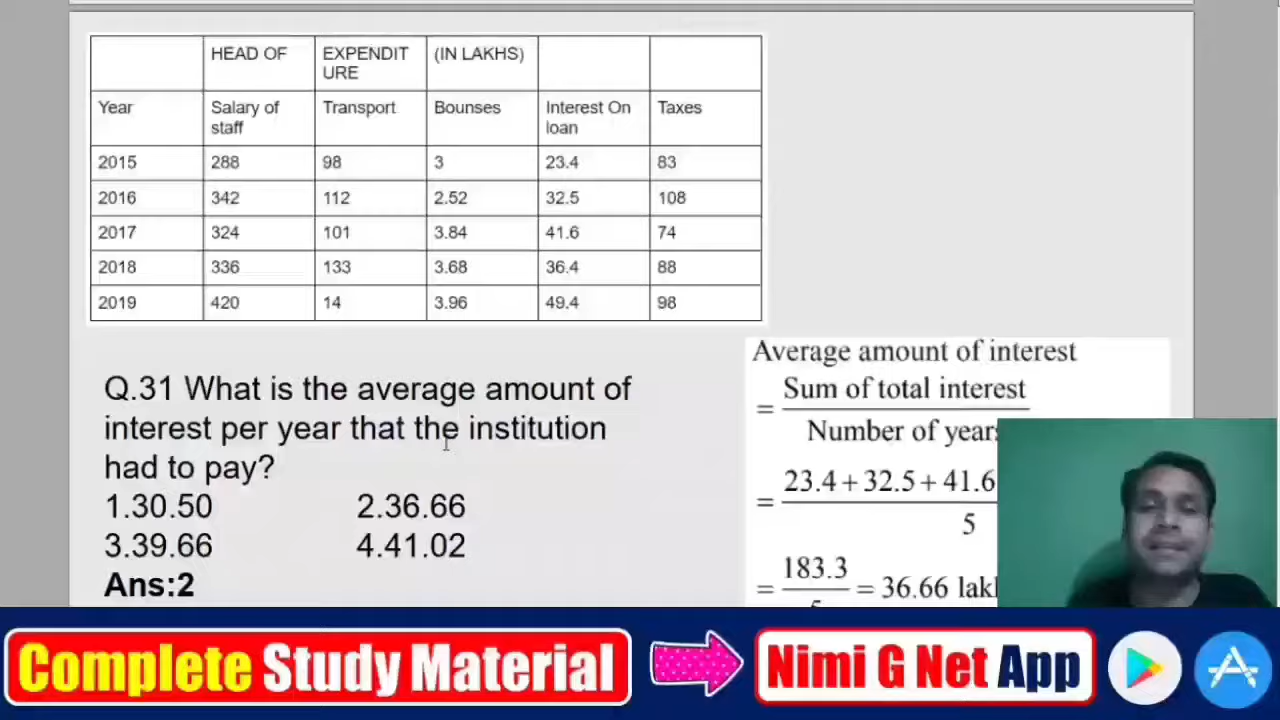 HEAD OF EXPENDIT (IN LAKHS)
URE
Year Salary of Transport Bounses Interest On Taxes
staff loan
2015 288 98 3 23.4 83
2016 342 112 2.52 32.5 108
2017 324 101 3.84 41.6 74
2018 336 133 3.68 36.4 88
2019 420 14 3.96 49.4 98
Q.31 What is the average amount of
interest per year that the institution
had to pay?
1.30.50 2.36.66
3.39.66 4.41.02
Ans:2
Average amount of interest
= Sum of total interest
Number of years
= 23.4+32.5+41.6
5
= 183.3 = 36.66
5
Complete Study Material
Nimi G Net App